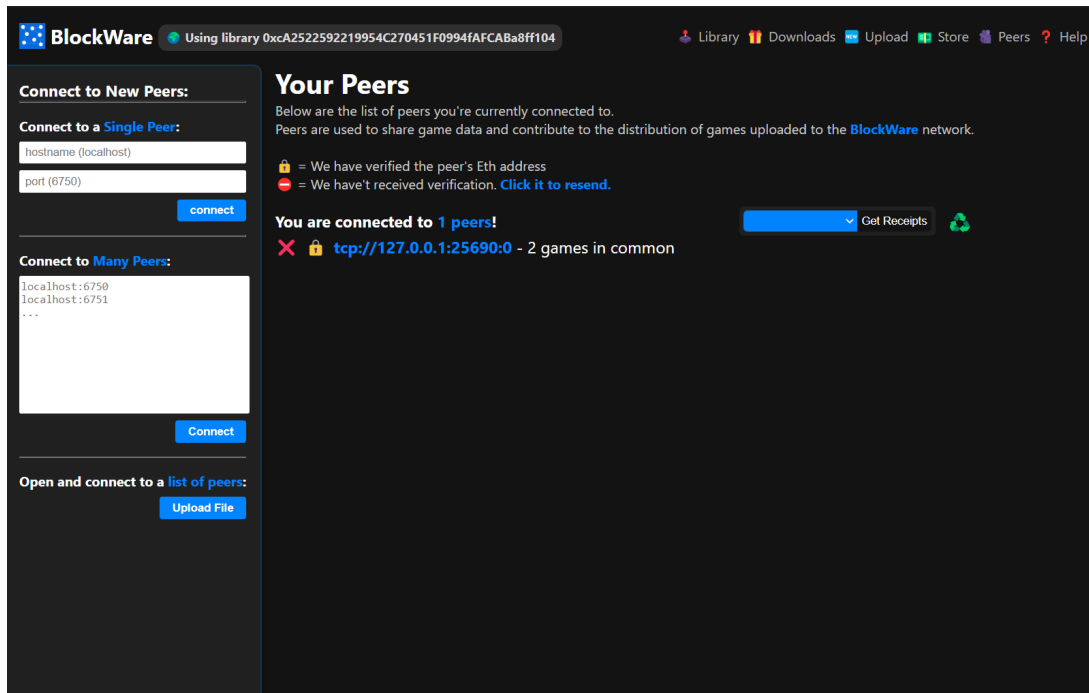 BlockWare
Using library 0xcA2522592219954C270451F0994fAFCABa8ff104
Library
Downloads
Upload
Store
Peers
Help
Connect to New Peers:
Connect to a Single Peer:
hostname (localhost)
port (6750)
connect
Connect to Many Peers:
localhost:6750
localhost:6751
...
Connect
Open and connect to a list of peers:
Upload File
Your Peers
Below are the list of peers you're currently connected to.
Peers are used to share game data and contribute to the distribution of games uploaded to the BlockWare network.
= We have verified the peer's Eth address
= We hav't received verification. Click it to resend.
You are connected to 1 peers!
Get Receipts
tcp://127.0.0.1:25690:0 - 2 games in common